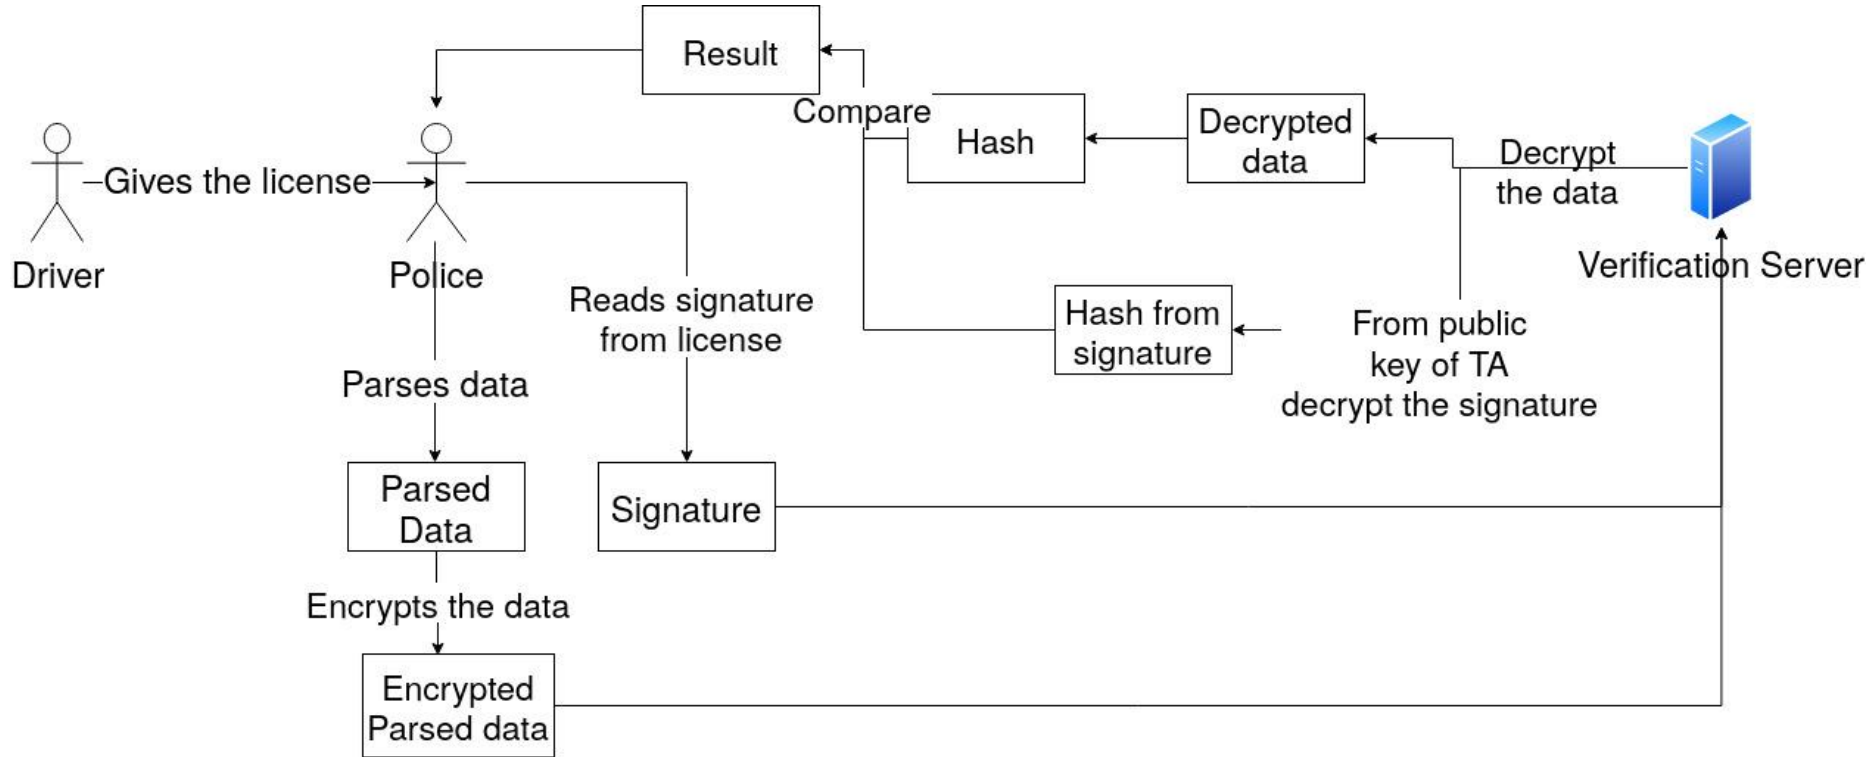 Result
Compare
Hash
Decrypted
data
Decrypt
the data
Gives the license
Driver
Police
Verification Server
Reads signature
from license
Hash from
signature
From public
key of TA
decrypt the signature
Parses data
Parsed
Data
Signature
Encrypts the data
Encrypted
Parsed data